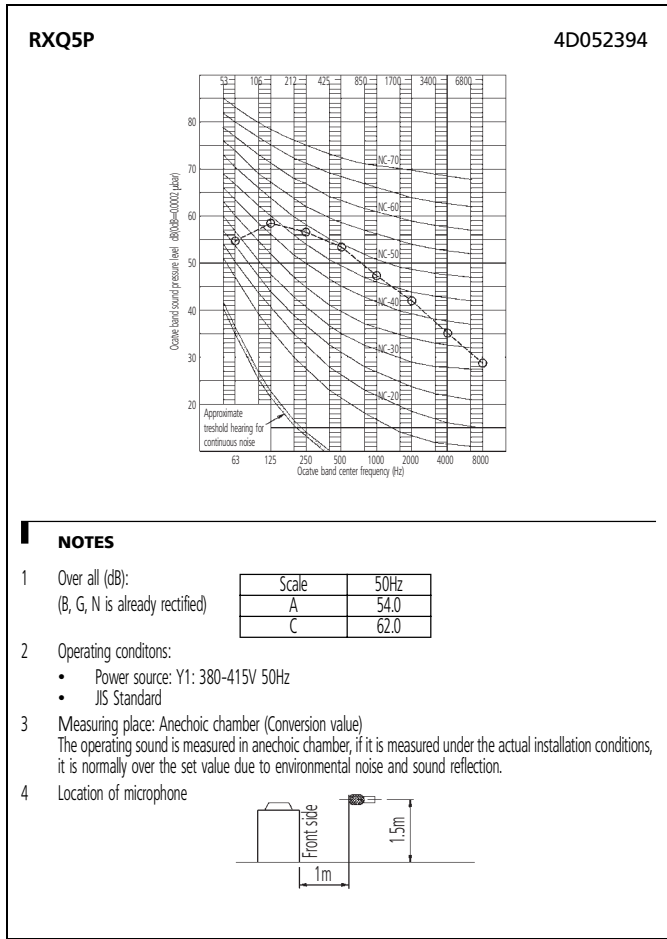 RXQ5P 4D052394
53 106 212 425 850 1700 3400 6800
Ocatve band sound pressure level dB(0dB=0.0002 µbar)
80
70
60
50
40
30
20
NC-70
NC-60
NC-50
NC-40
NC-30
NC-20
Approximate
treshold hearing for
continuous noise
63 125 250 500 1000 2000 4000 8000
Ocatve band center frequency (Hz)
NOTES
1 Over all (dB):
(B, G, N is already rectified)
Scale 50Hz
A 54.0
C 62.0
2 Operating conditons:
• Power source: Y1: 380-415V 50Hz
• JIS Standard
3 Measuring place: Anechoic chamber (Conversion value)
The operating sound is measured in anechoic chamber, if it is measured under the actual installation conditions,
it is normally over the set value due to environmental noise and sound reflection.
4 Location of microphone
Front side
1.5m
1m